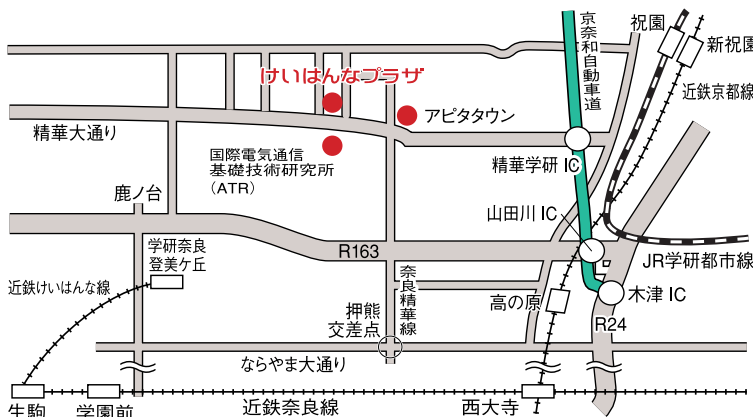 京奈和自動車道
祝園
新祝園
近鉄京都線
けいはんなプラザ
アピタタウン
精華大通り
国際電気通信
基礎技術研究所
(ATR)
精華学研 IC
鹿ノ台
山田川 IC
R163
JR学研都市線
学研奈良
登美ケ丘
近鉄けいはんな線
奈良精華線
高の原
木津 IC
押熊
交差点
R24
ならやま大通り
生駒
学園前
近鉄奈良線
西大寺